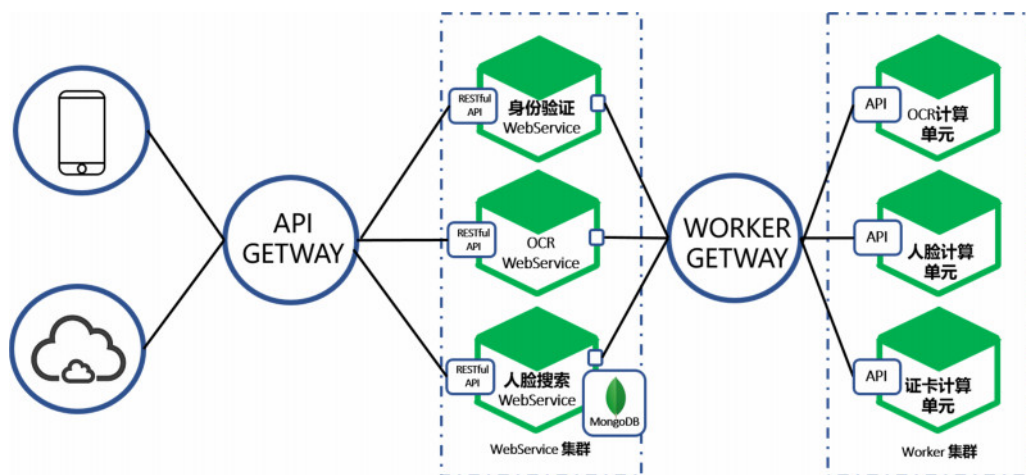 API
GETWAY
RESTful
API
身份验证
WebService
RESTful
API
OCR
WebService
RESTful
API
人脸搜索
WebService
MongoDB
WebService 集群
WORKER
GETWAY
API
OCR计算
单元
API
人脸计算
单元
API
证卡计算
单元
Worker 集群